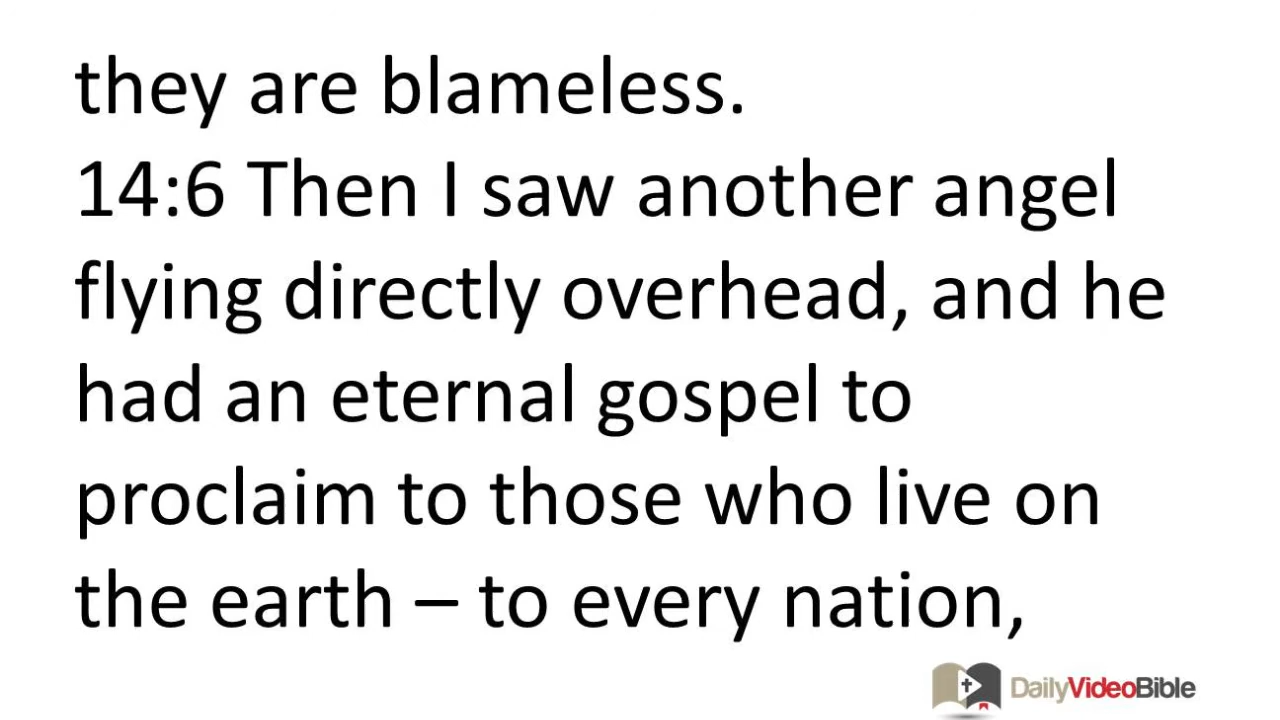 they are blameless.
14:6 Then I saw another angel
flying directly overhead, and he
had an eternal gospel to
proclaim to those who live on
the earth – to every nation,
DailyVideoBible